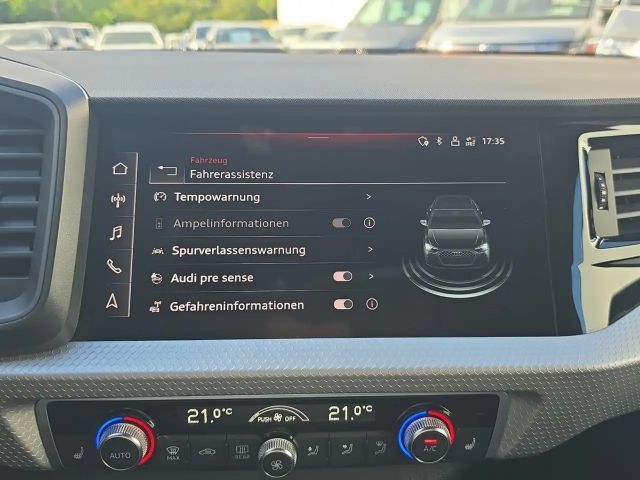 17:35
Fahrzeug
Fahrerassistenz
Tempowarnung
Ampelinformationen
Spurverlassenswarnung
Audi pre sense
Gefahreninformationen
21.0°C
PUSH OFF
21.0°C
AUTO
MAX
REAR
A/C